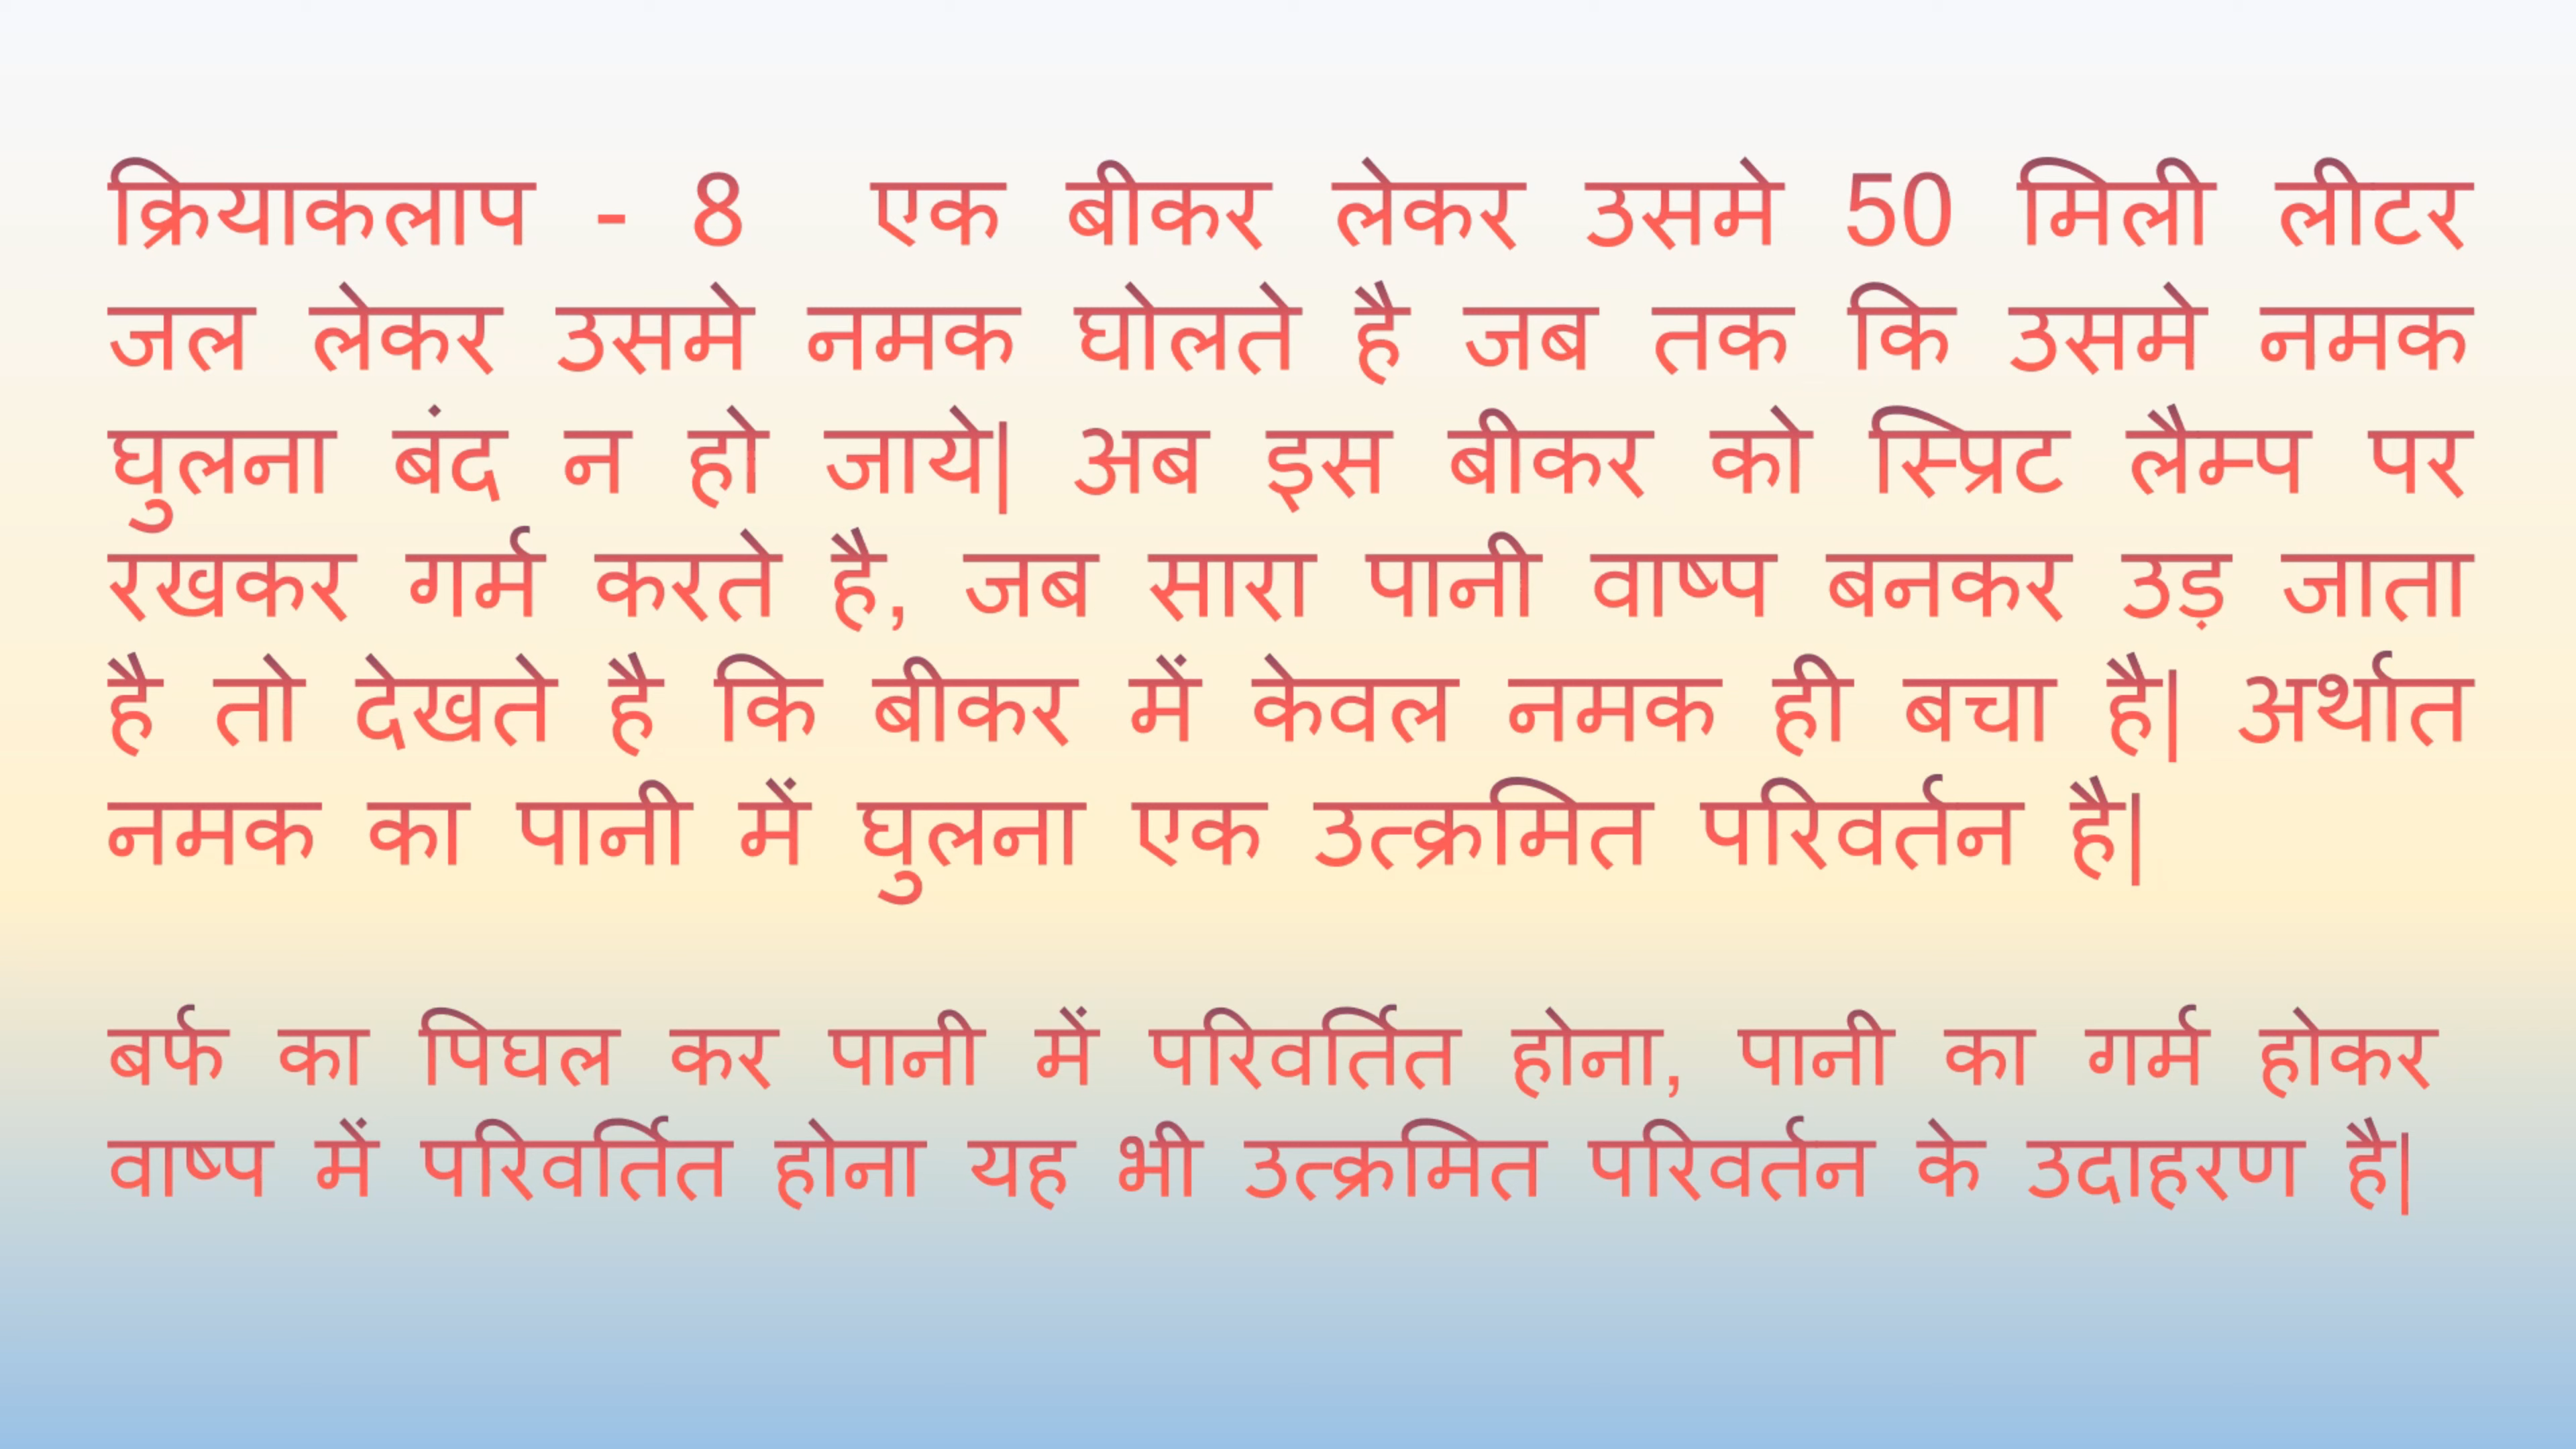 क्रियाकलाप - 8 एक बीकर लेकर उसमे 50 मिली लीटर
जल लेकर उसमे नमक घोलते है जब तक कि उसमे नमक
घुलना बंद न हो जाये| अब इस बीकर को स्प्रिट लैम्प पर
रखकर गर्म करते है, जब सारा पानी वाष्प बनकर उड़ जाता
है तो देखते है कि बीकर में केवल नमक ही बचा है| अर्थात
नमक का पानी में घुलना एक उत्क्रमित परिवर्तन है|
बर्फ का पिघल कर पानी में परिवर्तित होना, पानी का गर्म होकर
वाष्प में परिवर्तित होना यह भी उत्क्रमित परिवर्तन के उदाहरण है|